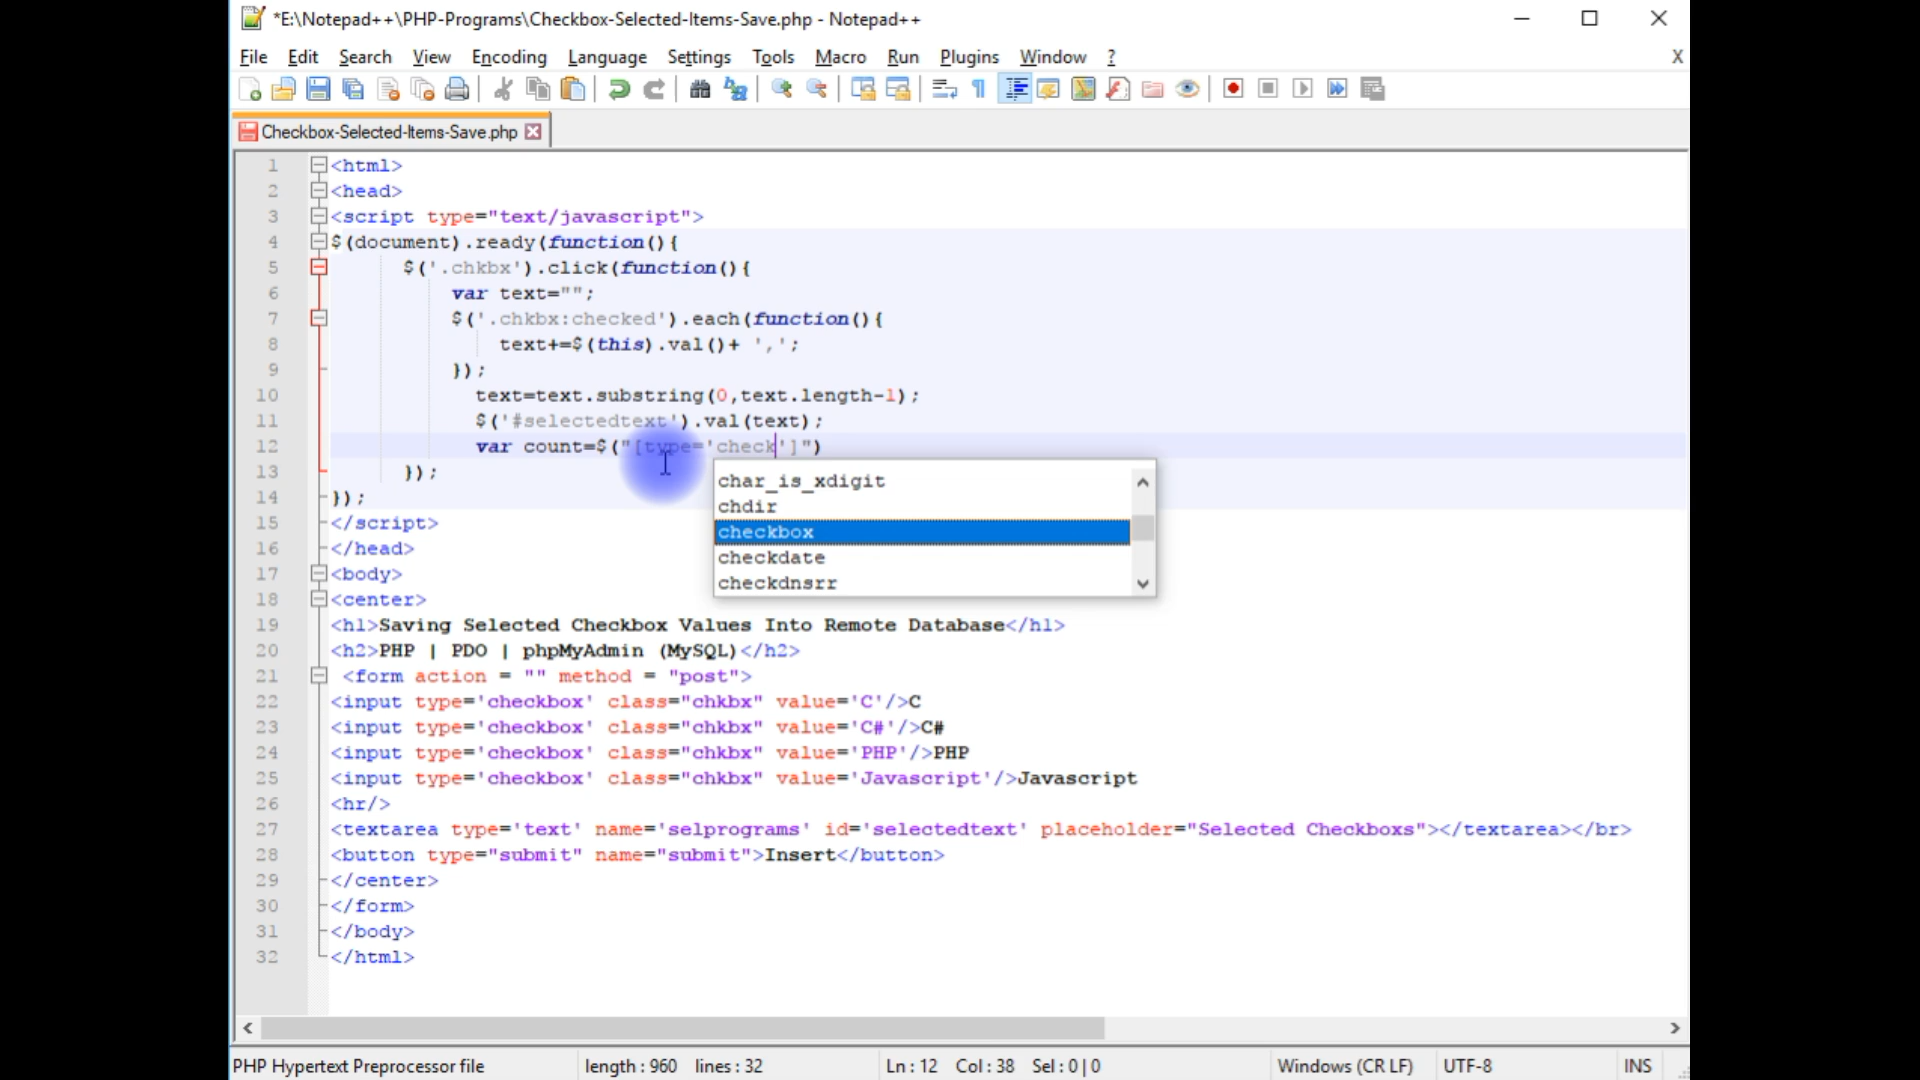 *E:\Notepad++\PHP-Programs\Checkbox-Selected-Items-Save.php - Notepad++
File Edit Search View Encoding Language Settings Tools Macro Run Plugins Window ? X
Checkbox-Selected-Items-Save.php
1 <html>
2 <head>
3 <script type="text/javascript">
4 $(document).ready(function(){
5 $('.chkbx').click(function(){
6 var text="";
7 $('.chkbx:checked').each(function(){
8 text+=$(this).val()+ ',';
9 });
10 text=text.substring(0,text.length-1);
11 $('#selectedtext').val(text);
12 var count=$("[type='check']")
13 });
14 });
15 </script>
16 </head>
17 <body>
18 <center>
char_is_xdigit
chdir
checkbox
checkdate
checkdnsrr
19 <h1>Saving Selected Checkbox Values Into Remote Database</h1>
20 <h2>PHP | PDO | phpMyAdmin (MySQL)</h2>
21 <form action = "" method = "post">
22 <input type='checkbox' class="chkbx" value='C'/>C
23 <input type='checkbox' class="chkbx" value='C#'/>C#
24 <input type='checkbox' class="chkbx" value='PHP'/>PHP
25 <input type='checkbox' class="chkbx" value='Javascript'/>Javascript
26 <hr/>
27 <textarea type='text' name='selprograms' id='selectedtext' placeholder="Selected Checkboxs"></textarea></br>
28 <button type="submit" name="submit">Insert</button>
29 </center>
30 </form>
31 </body>
32 </html>
PHP Hypertext Preprocessor file length : 960 lines : 32 Ln : 12 Col : 38 Sel : 0 | 0 Windows (CR LF) UTF-8 INS